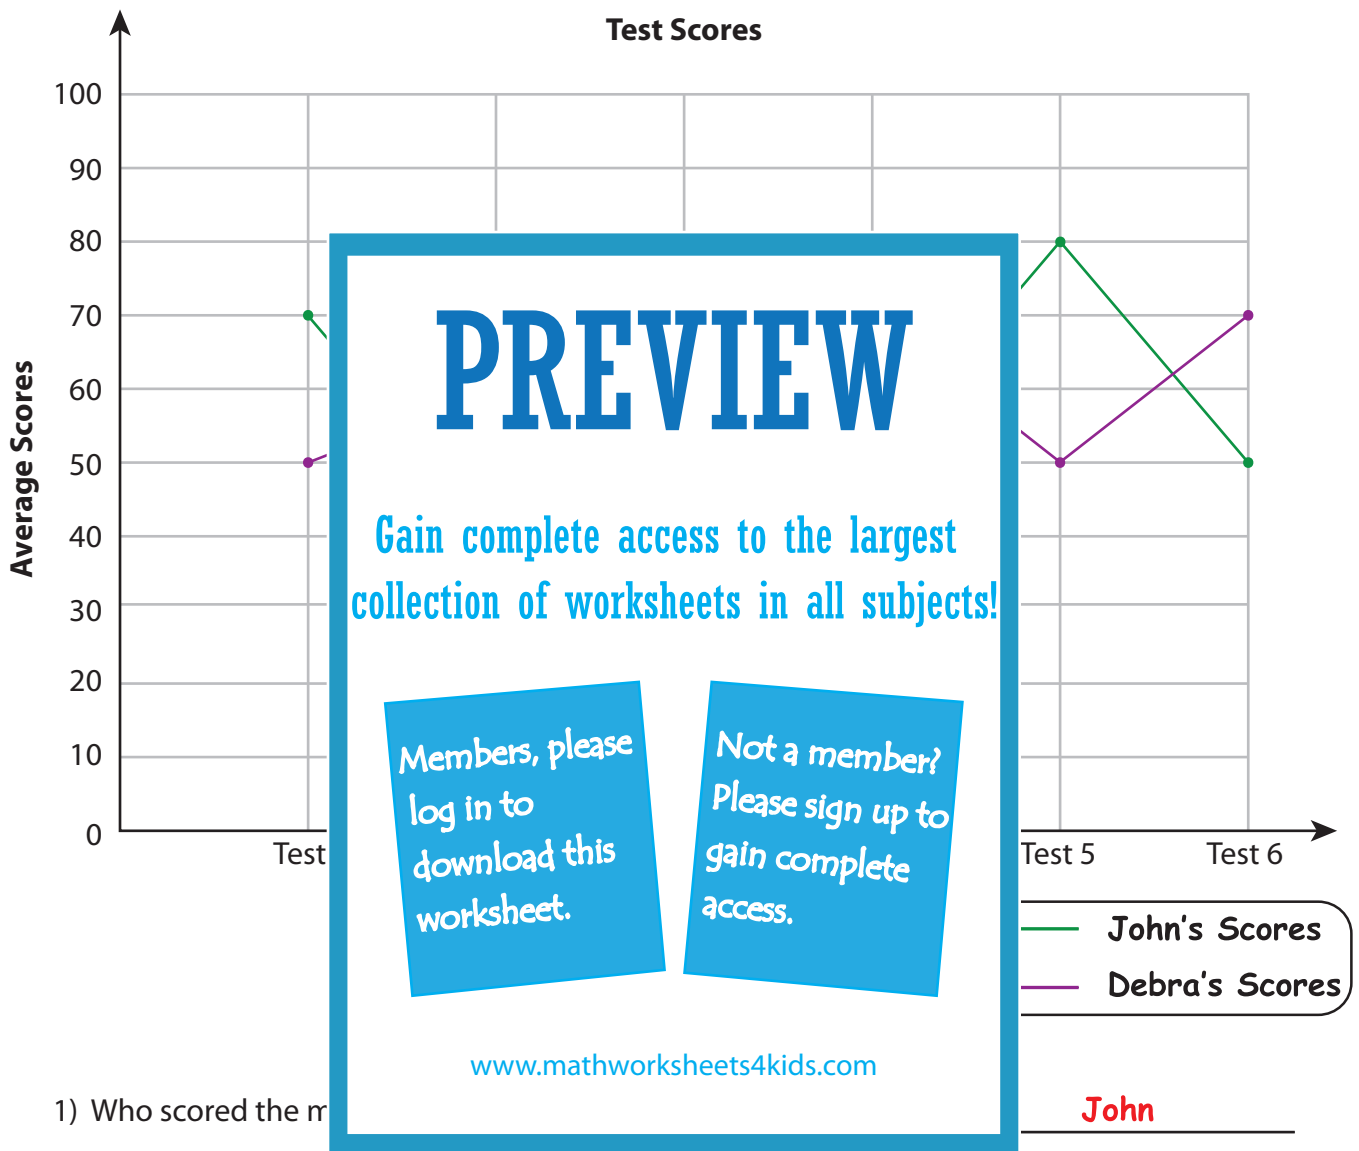 Test Scores
Average Scores
100
90
80
70
60
50
40
30
20
10
0
Test
Test 5
Test 6
PREVIEW
Gain complete access to the largest
collection of worksheets in all subjects!
Members, please
log in to
download this
worksheet.
Not a member?
Please sign up to
gain complete
access.
www.mathworksheets4kids.com
John's Scores
Debra's Scores
1) Who scored the m
John